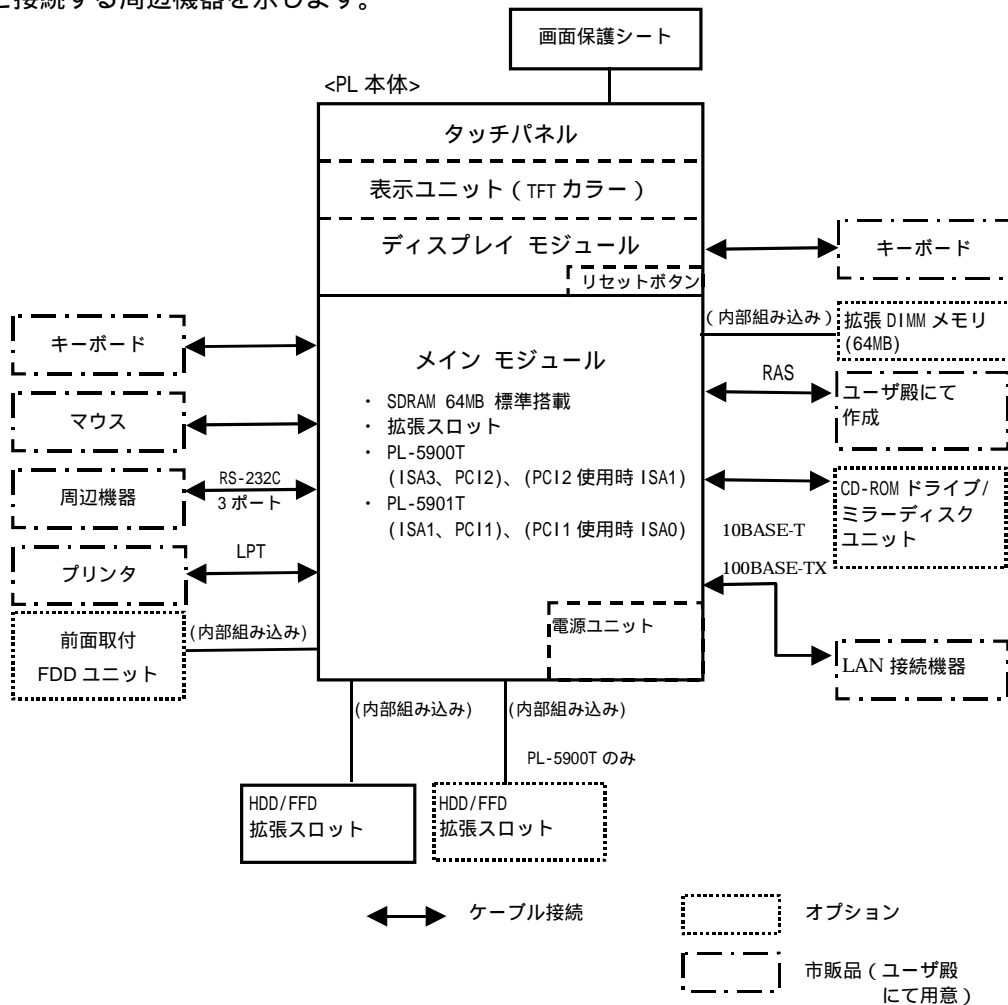 と接続する周辺機器を示します。
画面保護シート
<PL 本体>
タッチパネル
表示ユニット（TFT カラー）
ディスプレイ モジュール
リセットボタン
キーボード
(内部組み込み)
拡張 DIMM メモリ
(64MB)
キーボード
メイン モジュール
RAS
ユーザ殿にて
作成
・ SDRAM 64MB 標準搭載
・ 拡張スロット
・ PL-5900T
(ISA3、PCI2)、(PCI2 使用時 ISA1)
・ PL-5901T
(ISA1、PCI1)、(PCI1 使用時 ISA0)
マウス
周辺機器
RS-232C
3 ポート
CD-ROM ドライブ/
ミラーディスク
ユニット
10BASE-T
100BASE-TX
プリンタ
LPT
前面取付
FDD ユニット
(内部組み込み)
電源ユニット
LAN 接続機器
(内部組み込み)
(内部組み込み)
PL-5900T のみ
HDD/FFD
拡張スロット
HDD/FFD
拡張スロット
ケーブル接続
オプション
市販品（ユーザ殿
にて用意）